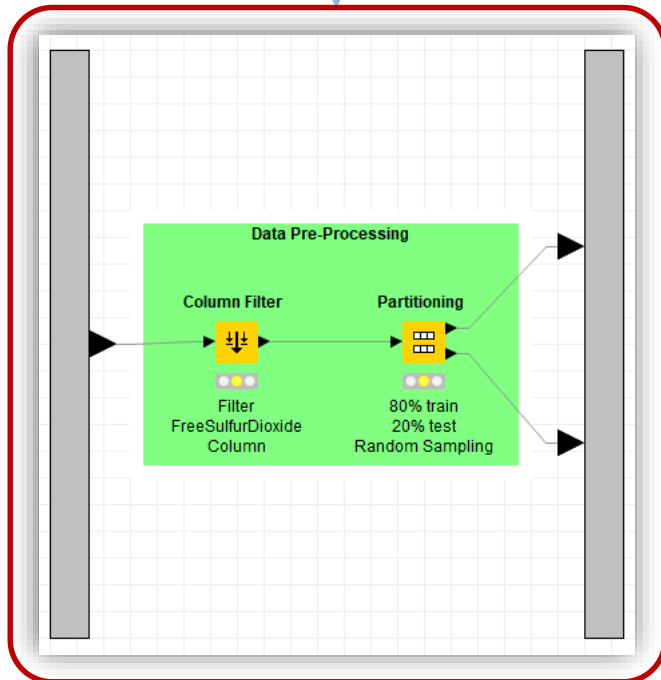 Data Pre-Processing
Column Filter
Partitioning
Filter
FreeSulfurDioxide
Column
80% train
20% test
Random Sampling